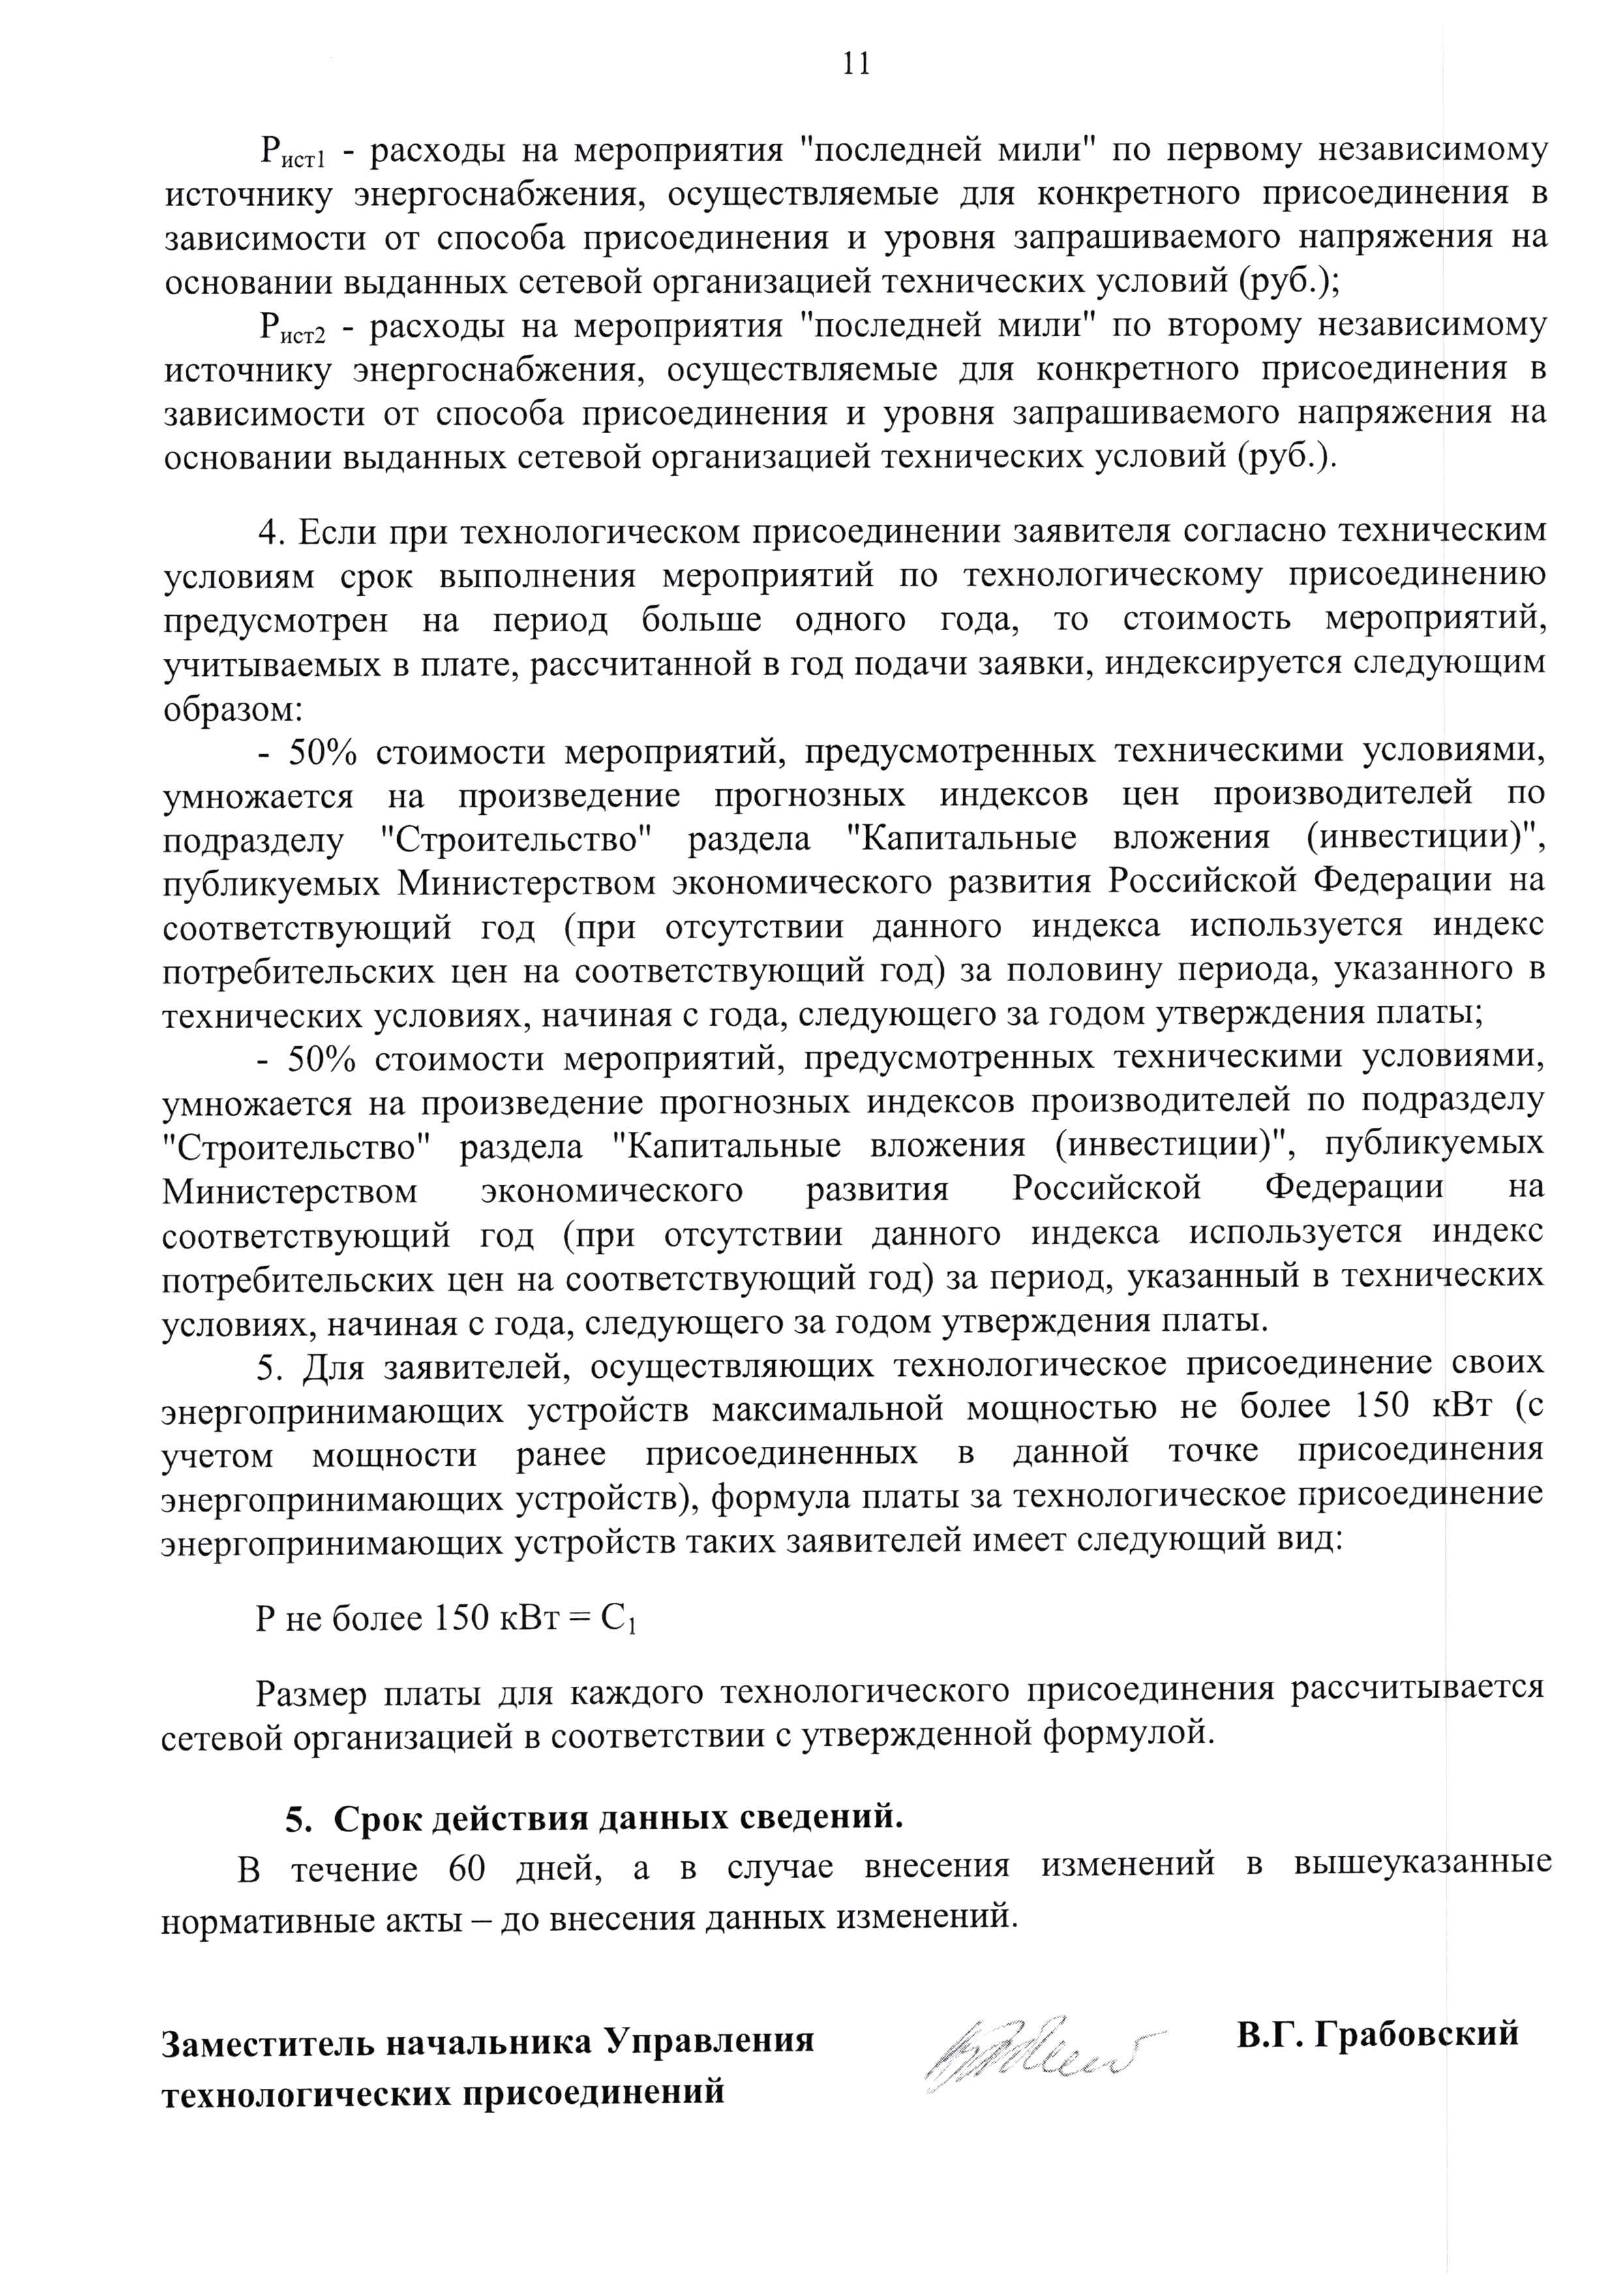 11
Рист1 - расходы на мероприятия "последней мили" по первому независимому
источнику энергоснабжения, осуществляемые для конкретного присоединения в
зависимости от способа присоединения и уровня запрашиваемого напряжения на
основании выданных сетевой организацией технических условий (руб.);
Рист2 - расходы на мероприятия "последней мили" по второму независимому
источнику энергоснабжения, осуществляемые для конкретного присоединения в
зависимости от способа присоединения и уровня запрашиваемого напряжения на
основании выданных сетевой организацией технических условий (руб.).
4. Если при технологическом присоединении заявителя согласно техническим
условиям срок выполнения мероприятий по технологическому присоединению
предусмотрен на период больше одного года, то стоимость мероприятий,
учитываемых в плате, рассчитанной в год подачи заявки, индексируется следующим
образом:
- 50% стоимости мероприятий, предусмотренных техническими условиями,
умножается на произведение прогнозных индексов цен производителей по
подразделу "Строительство" раздела "Капитальные вложения (инвестиции)",
публикуемых Министерством экономического развития Российской Федерации на
соответствующий год (при отсутствии данного индекса используется индекс
потребительских цен на соответствующий год) за половину периода, указанного в
технических условиях, начиная с года, следующего за годом утверждения платы;
- 50% стоимости мероприятий, предусмотренных техническими условиями,
умножается на произведение прогнозных индексов производителей по подразделу
"Строительство" раздела "Капитальные вложения (инвестиции)", публикуемых
Министерством экономического развития Российской Федерации на
соответствующий год (при отсутствии данного индекса используется индекс
потребительских цен на соответствующий год) за период, указанный в технических
условиях, начиная с года, следующего за годом утверждения платы.
5. Для заявителей, осуществляющих технологическое присоединение своих
энергопринимающих устройств максимальной мощностью не более 150 кВт (с
учетом мощности ранее присоединенных в данной точке присоединения
энергопринимающих устройств), формула платы за технологическое присоединение
энергопринимающих устройств таких заявителей имеет следующий вид:
Р не более 150 кВт = С1
Размер платы для каждого технологического присоединения рассчитывается
сетевой организацией в соответствии с утвержденной формулой.
5. Срок действия данных сведений.
В течение 60 дней, а в случае внесения изменений в вышеуказанные
нормативные акты – до внесения данных изменений.
Заместитель начальника Управления
технологических присоединений
В.Г. Грабовский